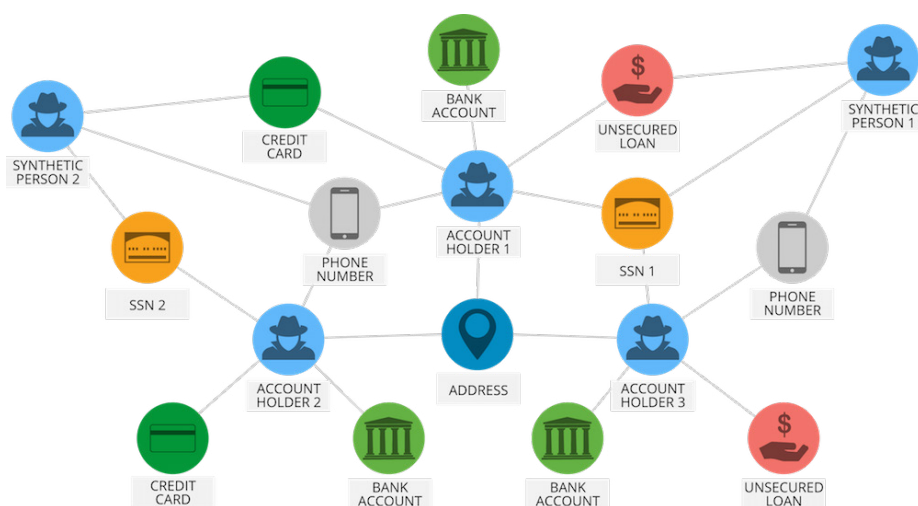 BANK
ACCOUNT
UNSECURED
LOAN
SYNTHETIC
PERSON 1
CREDIT
CARD
SYNTHETIC
PERSON 2
ACCOUNT
HOLDER 1
PHONE
NUMBER
SSN 1
PHONE
NUMBER
SSN 2
ACCOUNT
HOLDER 2
ADDRESS
ACCOUNT
HOLDER 3
CREDIT
CARD
BANK
ACCOUNT
BANK
ACCOUNT
UNSECURED
LOAN
$
$